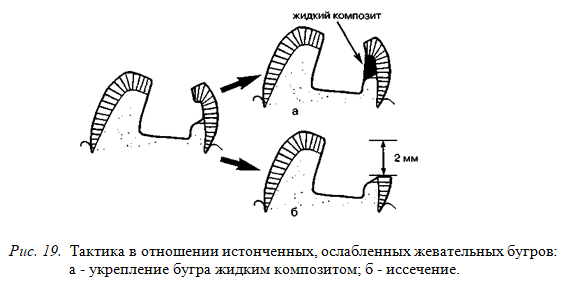 жидкий композит
а
2 мм
б
Рис. 19. Тактика в отношении истонченных, ослабленных жевательных бугров:
а - укрепление бугра жидким композитом; б - иссечение.